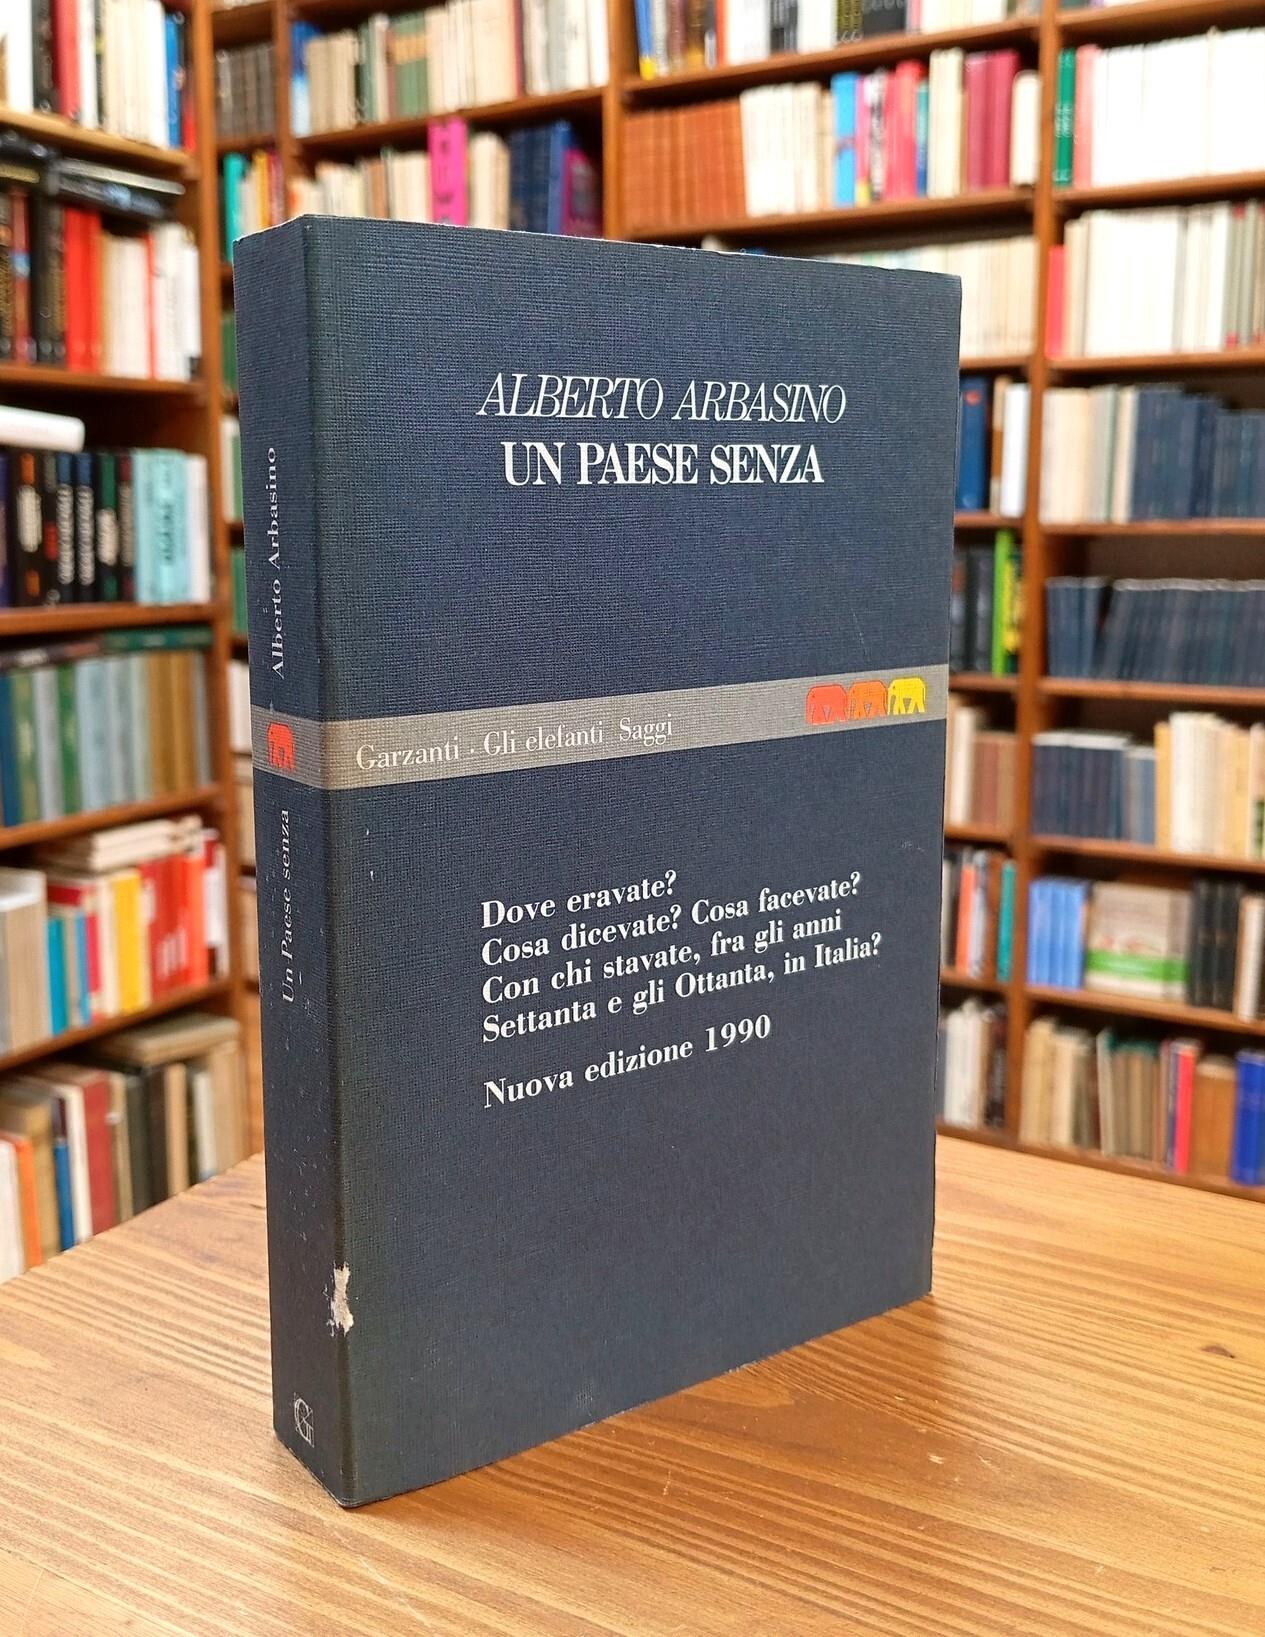 ALBERTO ARBASINO
UN PAESE SENZA
Garzanti · Gli elefanti Saggi
Dove eravate?
Cosa dicevate? Cosa facevate?
Con chi stavate, fra gli anni
Settanta e gli Ottanta, in Italia?
Nuova edizione 1990
Alberto Arbasino
Un Paese senza